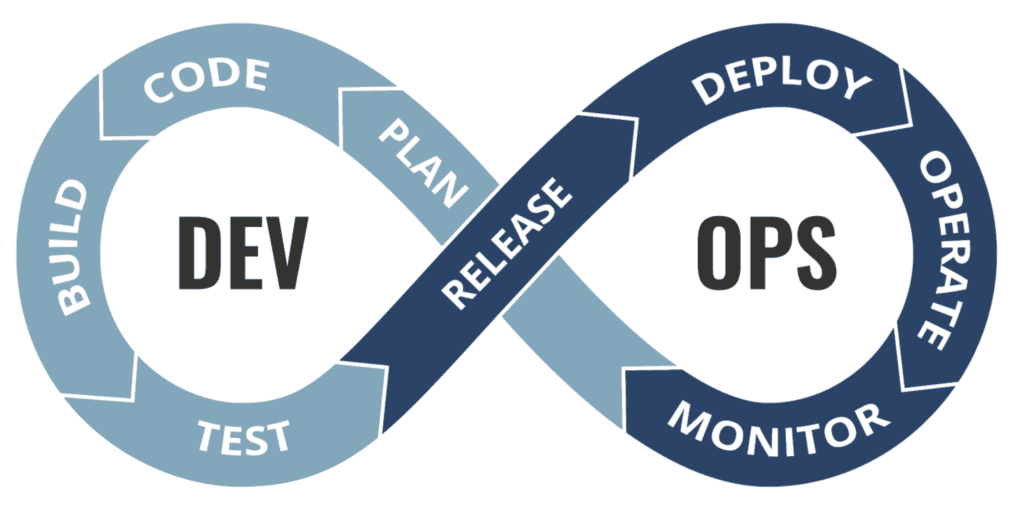 DEV
OPS
PLAN
CODE
BUILD
TEST
RELEASE
DEPLOY
OPERATE
MONITOR